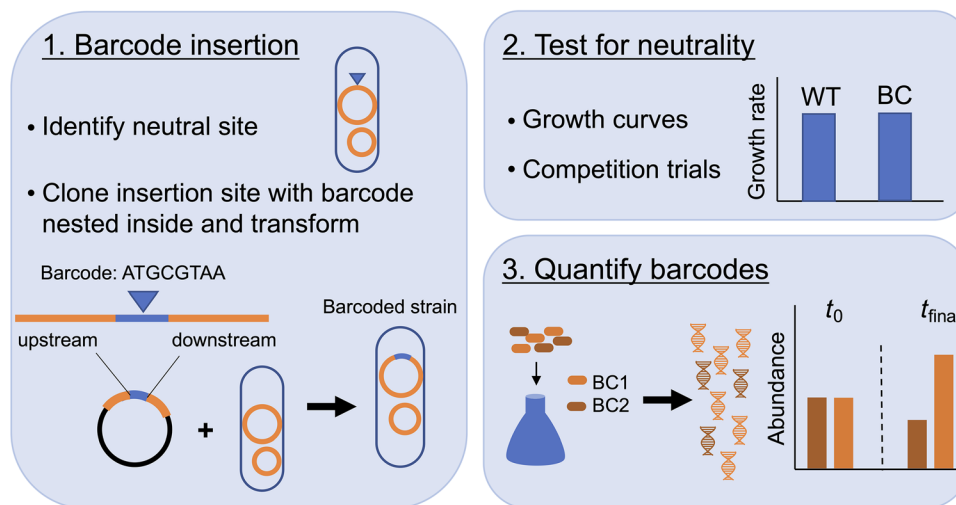 1. Barcode insertion
• Identify neutral site
• Clone insertion site with barcode
nested inside and transform
Barcode: ATGCGTAA
upstream
downstream
+
Barcoded strain
2. Test for neutrality
• Growth curves
• Competition trials
Growth rate
WT
BC
3. Quantify barcodes
BC1
BC2
Abundance
t0
tfina